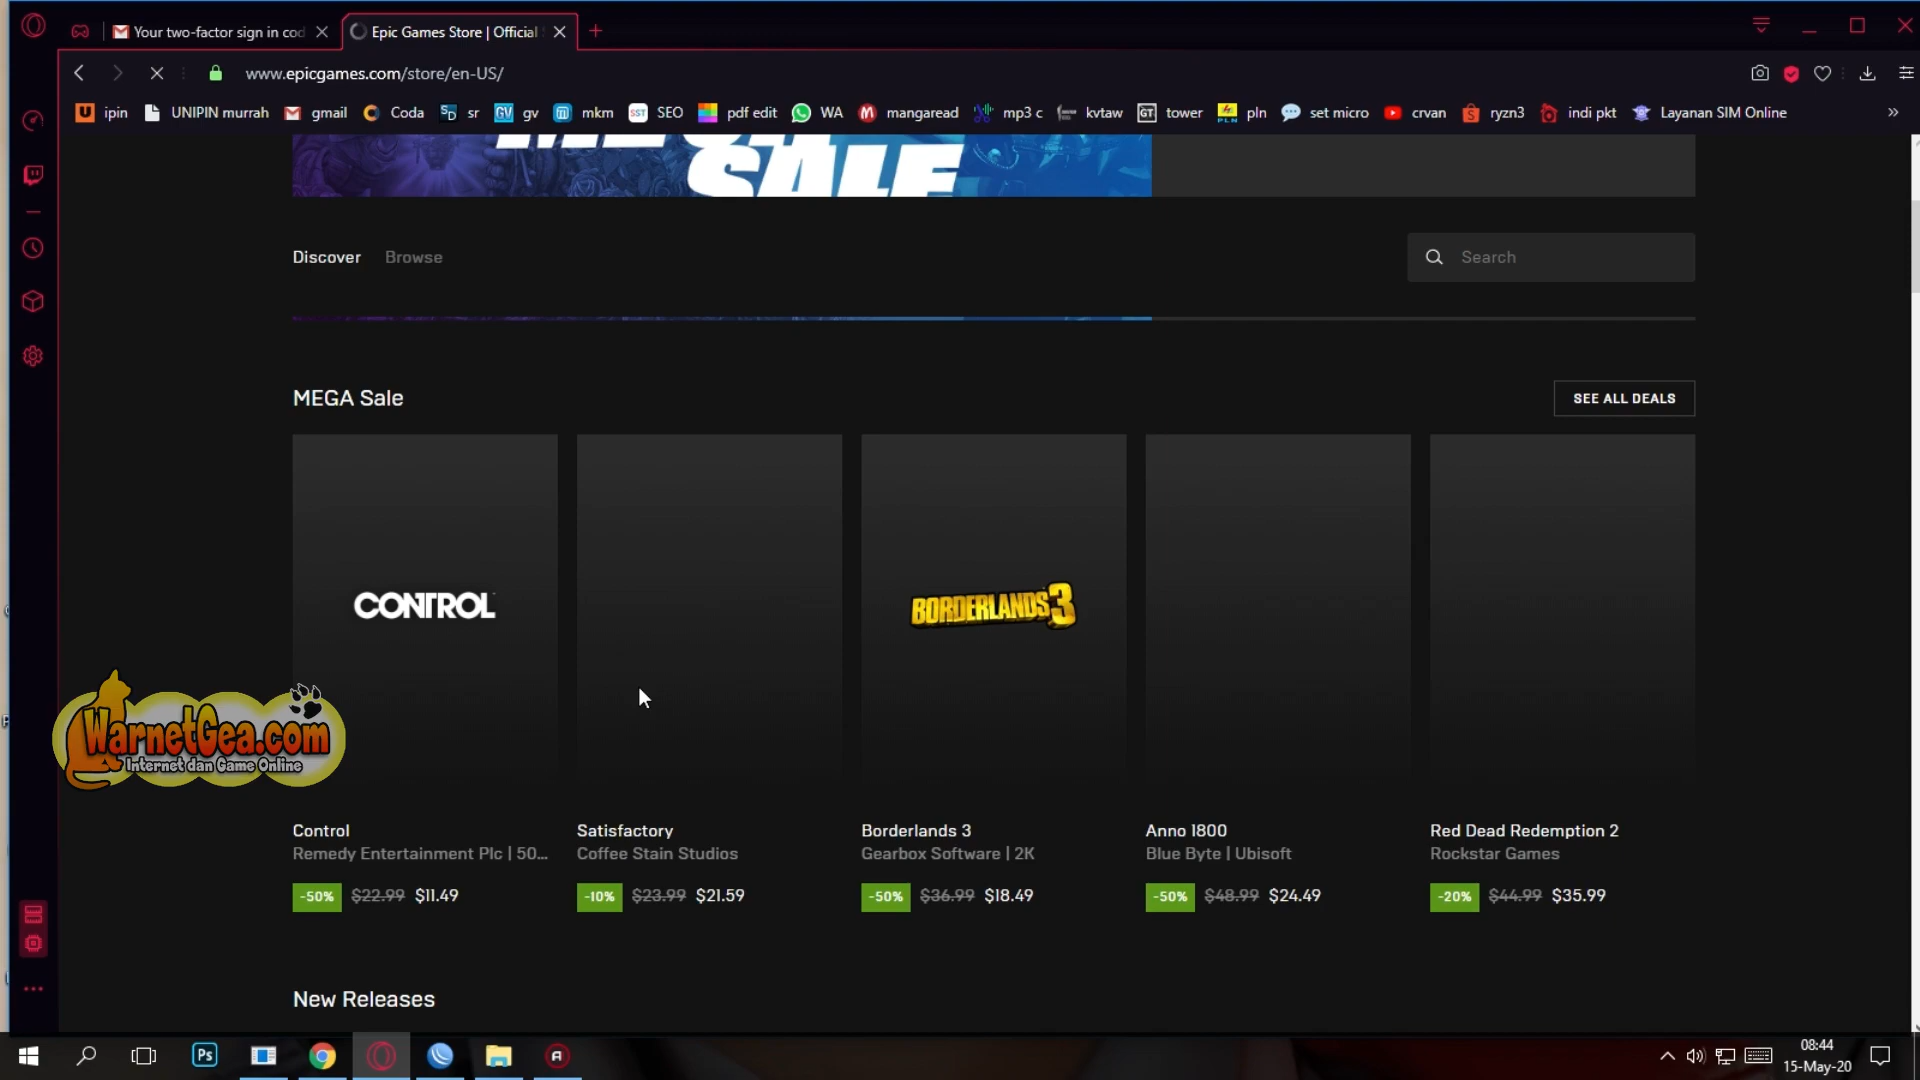 Your two-factor sign in cod
Epic Games Store | Official
www.epicgames.com/store/en-US/
ipin
UNIPIN murrah
gmail
Coda
sr
gv
mkm
SEO
pdf edit
WA
mangaread
mp3 c
kvtaw
tower
pln
set micro
crvan
ryzn3
indi pkt
Layanan SIM Online
SALE
Discover Browse
Search
MEGA Sale
SEE ALL DEALS
CONTROL
BORDERLANDS 3
WarnetGea.com
Internet dan Game Online
Control
Remedy Entertainment Plc | 50...
-50% $22.99 $11.49
Satisfactory
Coffee Stain Studios
-10% $23.99 $21.59
Borderlands 3
Gearbox Software | 2K
-50% $36.99 $18.49
Anno 1800
Blue Byte | Ubisoft
-50% $48.99 $24.49
Red Dead Redemption 2
Rockstar Games
-20% $44.99 $35.99
New Releases
Ps
08:44
15-May-20